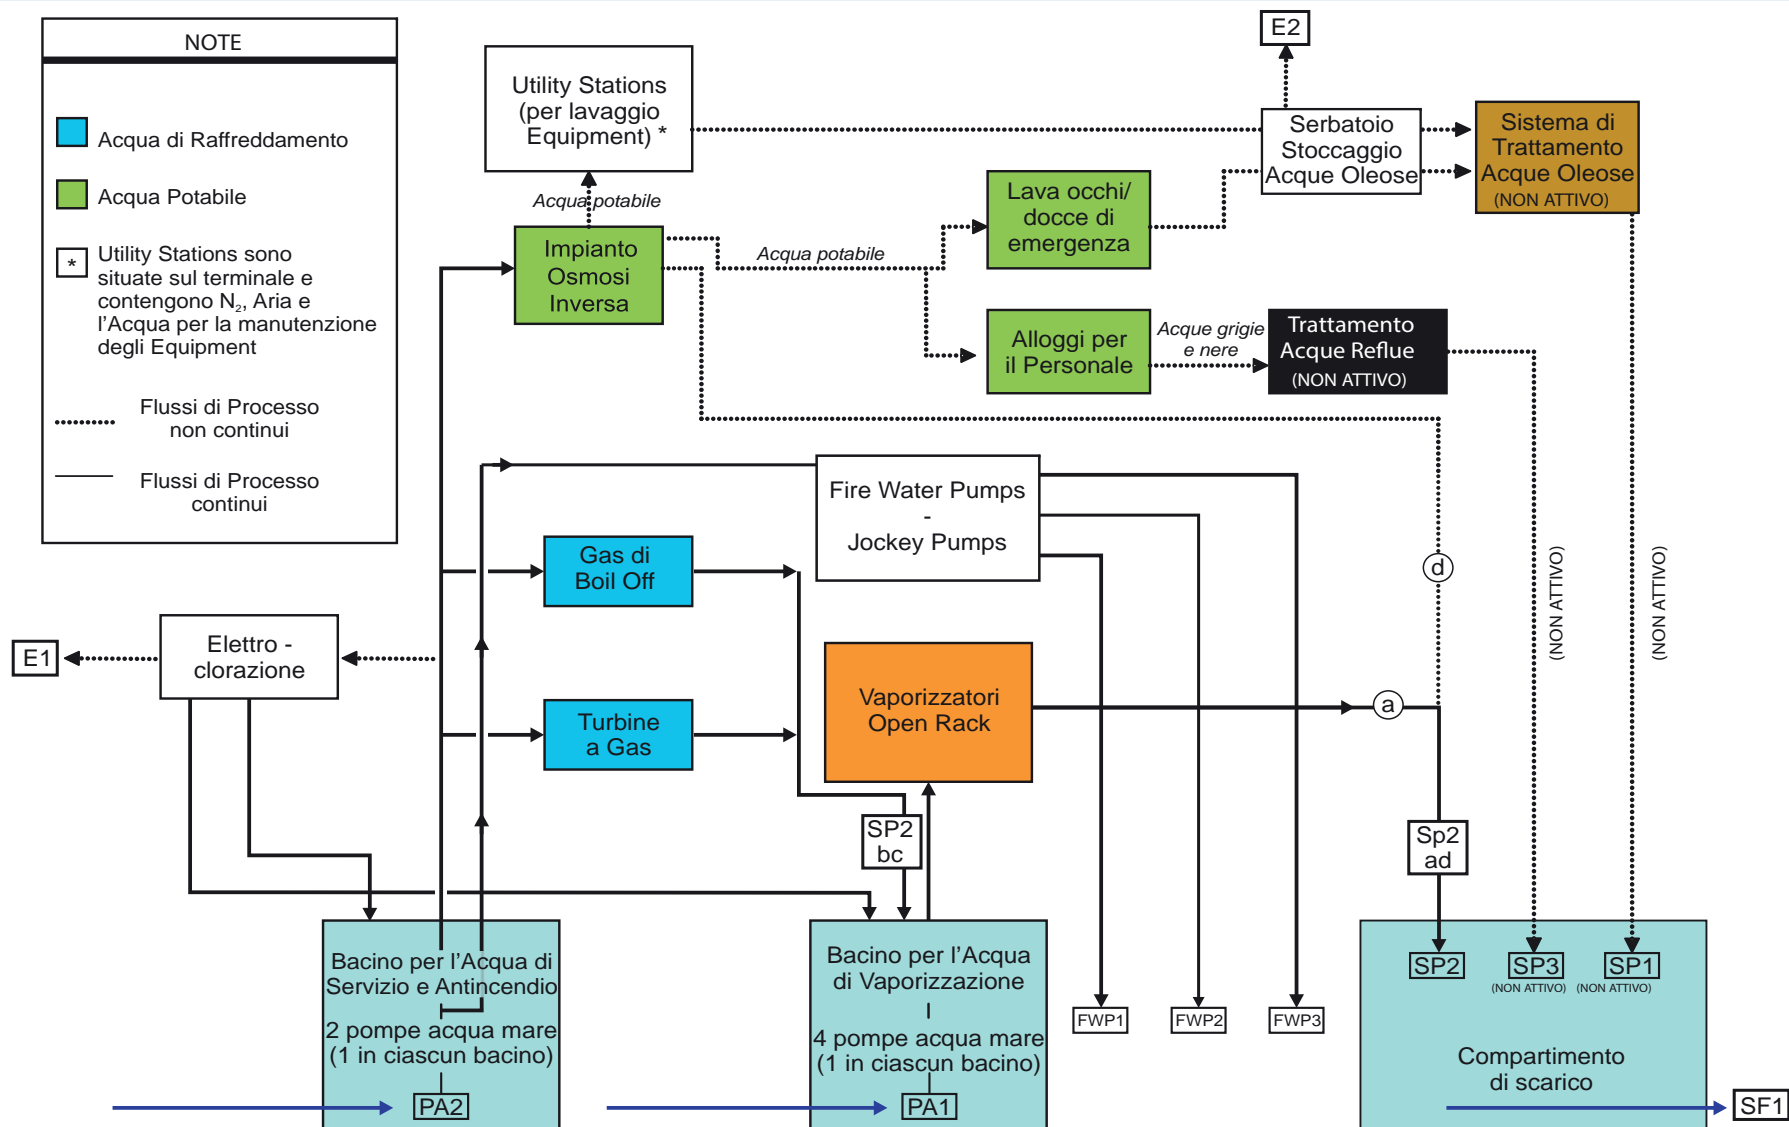 NOTE
Acqua di Raffreddamento
Acqua Potabile
*
Utility Stations sono
situate sul terminale e
contengono N₂, Aria e
l'Acqua per la manutenzione
degli Equipment
Flussi di Processo
non continui
Flussi di Processo
continui
E2
Utility Stations
(per lavaggio
Equipment) *
Serbatoio
Stoccaggio
Acque Oleose
Sistema di
Trattamento
Acque Oleose
(NON ATTIVO)
Acqua potabile
Lava occhi/
docce di
emergenza
Impianto
Osmosi
Inversa
Acqua potabile
Alloggi per
il Personale
Acque grigie
e nere
Trattamento
Acque Reflue
(NON ATTIVO)
Fire Water Pumps
-
Jockey Pumps
Gas di
Boil Off
d
(NON ATTIVO)
(NON ATTIVO)
E1
Elettro -
clorazione
Vaporizzatori
Open Rack
a
Turbine
a Gas
SP2
bc
Sp2
ad
Bacino per l'Acqua di
Servizio e Antincendio
2 pompe acqua mare
(1 in ciascun bacino)
PA2
Bacino per l'Acqua
di Vaporizzazione
4 pompe acqua mare
(1 in ciascun bacino)
PA1
FWP1
FWP2
FWP3
SP2
SP3
(NON ATTIVO)
SP1
(NON ATTIVO)
Compartimento
di scarico
SF1